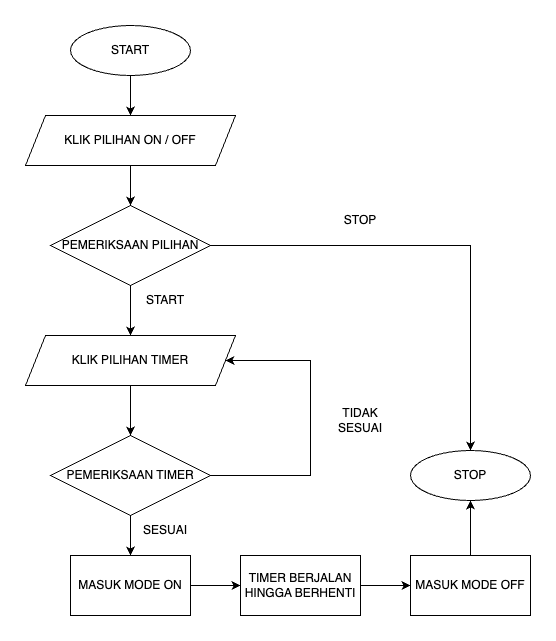 START
KLIK PILIHAN ON / OFF
STOP
PEMERIKSAAN PILIHAN
START
KLIK PILIHAN TIMER
TIDAK
SESUAI
PEMERIKSAAN TIMER
STOP
SESUAI
MASUK MODE ON
TIMER BERJALAN
HINGGA BERHENTI
MASUK MODE OFF